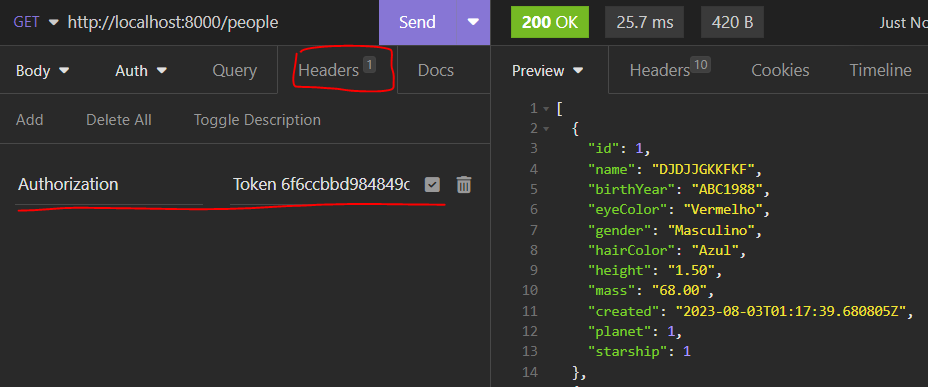 GET http://localhost:8000/people Send
Body Auth Query Headers 1 Docs
Add Delete All Toggle Description
Authorization Token 6f6ccbbd984849c
200 OK 25.7 ms 420 B Just No
Preview Headers 10 Cookies Timeline
1 [
2 {
3 "id": 1,
4 "name": "DJDJJGKKFKF",
5 "birthYear": "ABC1988",
6 "eyeColor": "Vermelho",
7 "gender": "Masculino",
8 "hairColor": "Azul",
9 "height": "1.50",
10 "mass": "68.00",
11 "created": "2023-08-03T01:17:39.680805Z",
12 "planet": 1,
13 "starship": 1
14 },